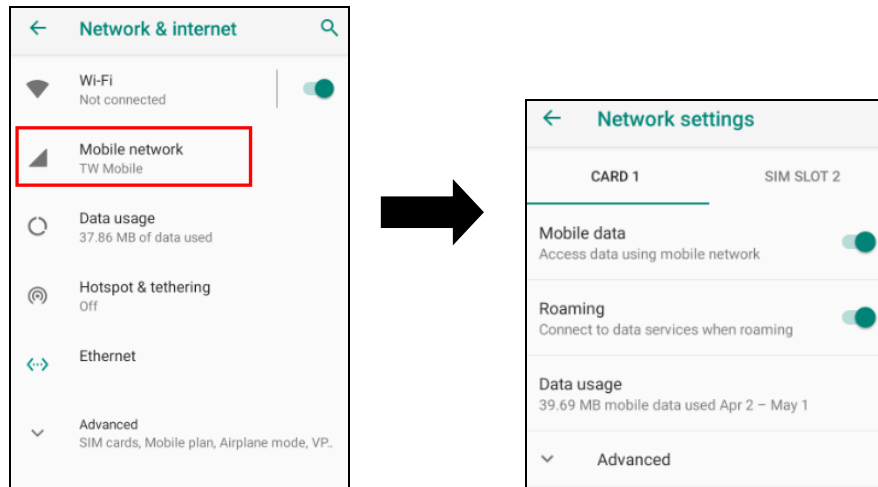 Network & internet
Wi-Fi
Not connected
Mobile network
TW Mobile
Data usage
37.86 MB of data used
Hotspot & tethering
Off
Ethernet
Advanced
SIM cards, Mobile plan, Airplane mode, VP..
Network settings
CARD 1 SIM SLOT 2
Mobile data
Access data using mobile network
Roaming
Connect to data services when roaming
Data usage
39.69 MB mobile data used Apr 2 – May 1
Advanced